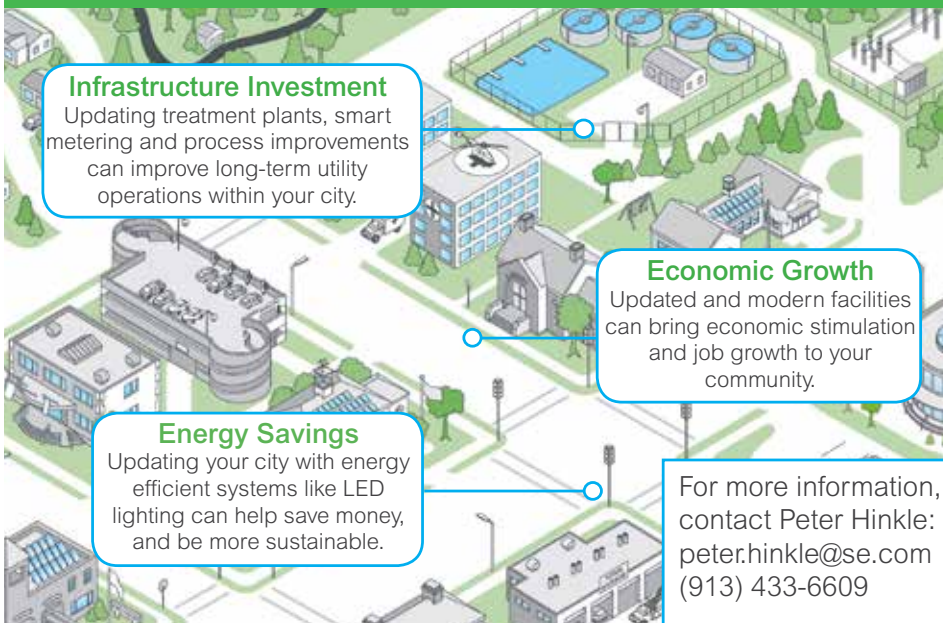 Infrastructure Investment
Updating treatment plants, smart
metering and process improvements
can improve long-term utility
operations within your city.
Economic Growth
Updated and modern facilities
can bring economic stimulation
and job growth to your
community.
Energy Savings
Updating your city with energy
efficient systems like LED
lighting can help save money,
and be more sustainable.
For more information,
contact Peter Hinkle:
peter.hinkle@se.com
(913) 433-6609